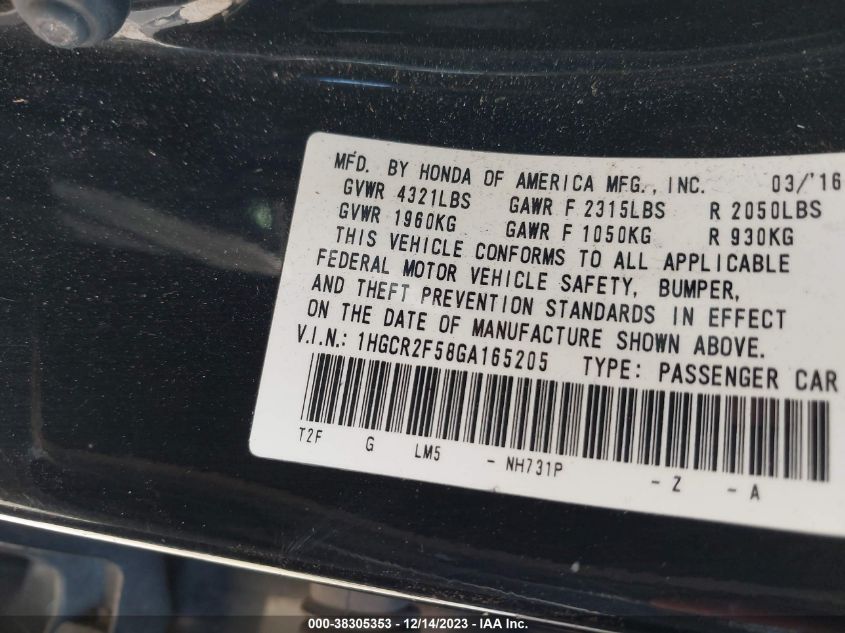 MFD. BY HONDA OF AMERICA MFG., INC. 03/'16
GVWR 4321LBS GAWR F 2315LBS R 2050LBS
GVWR 1960KG GAWR F 1050KG R 930KG
THIS VEHICLE CONFORMS TO ALL APPLICABLE
FEDERAL MOTOR VEHICLE SAFETY, BUMPER,
AND THEFT PREVENTION STANDARDS IN EFFECT
ON THE DATE OF MANUFACTURE SHOWN ABOVE.
V.I.N.: 1HGCR2F58GA165205 TYPE: PASSENGER CAR
T2F G LM5 - NH731P - Z - A
000-38305353 - 12/14/2023 - IAA Inc.